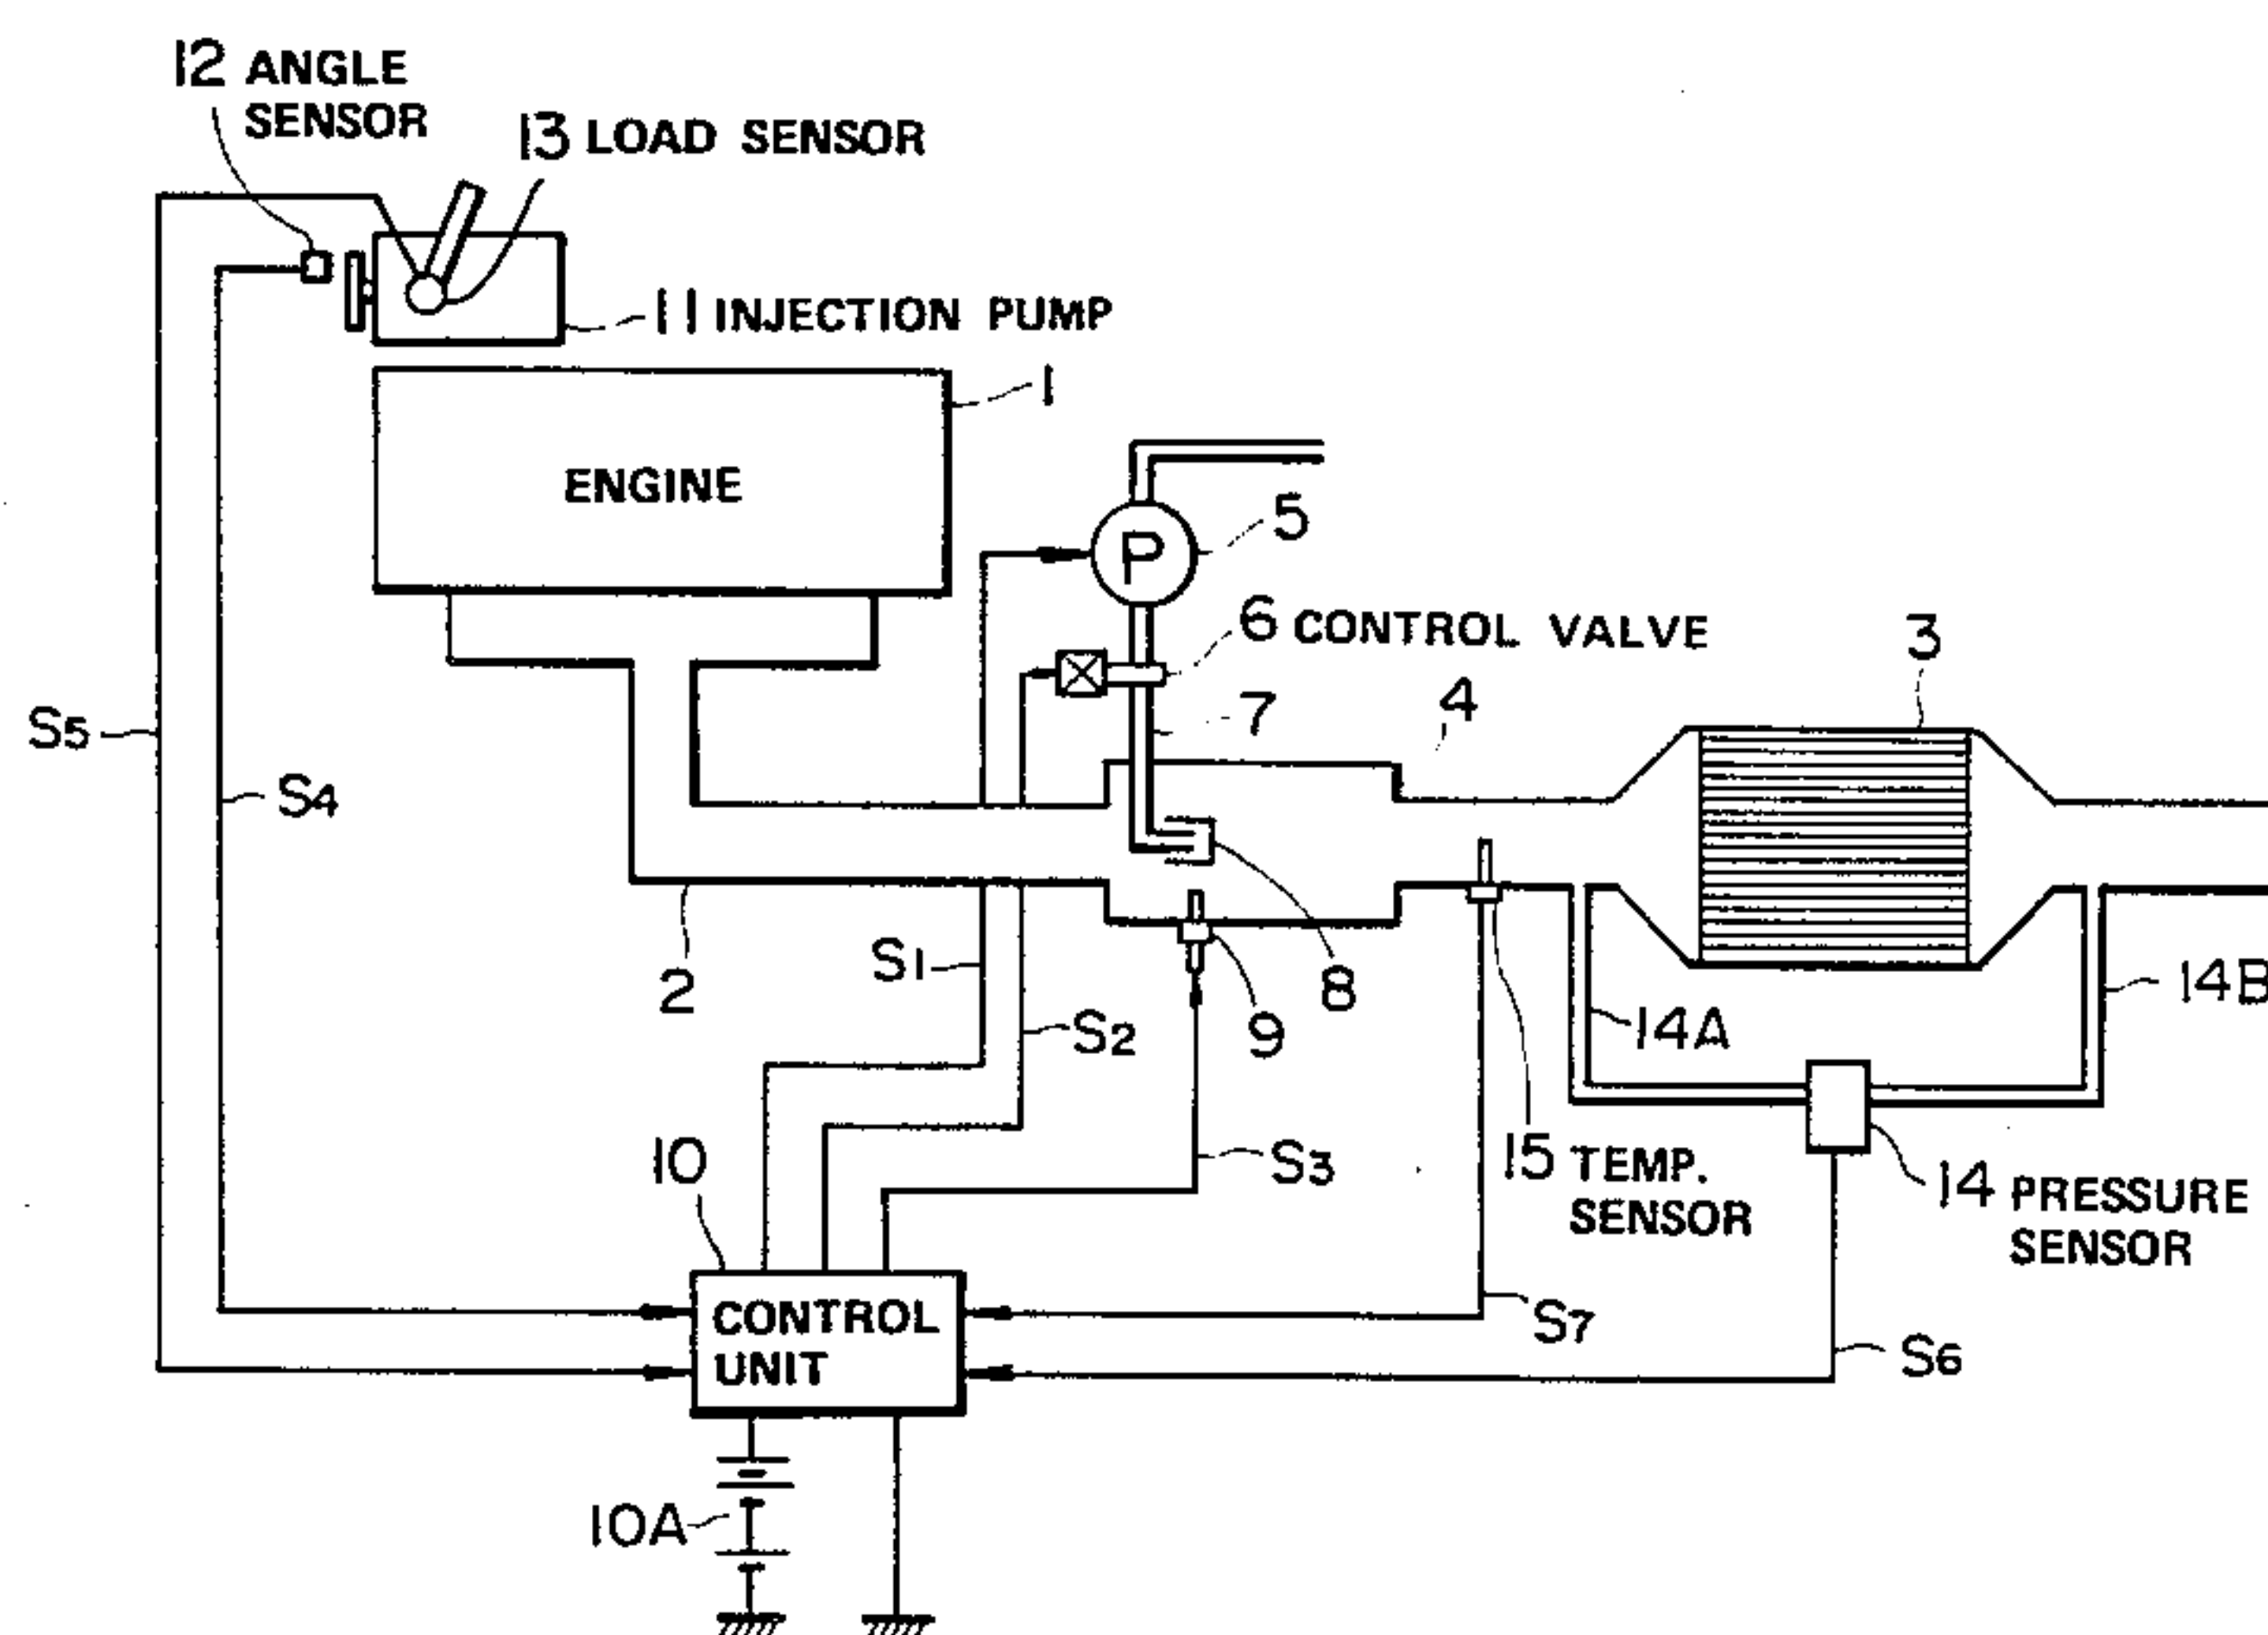 12 ANGLE
SENSOR
13 LOAD SENSOR
11 INJECTION PUMP
1
ENGINE
P
5
6 CONTROL VALVE
3
4
7
S5
S4
S1
2
8
14B
9
14A
S2
10
S3
15 TEMP.
SENSOR
14 PRESSURE
SENSOR
CONTROL
UNIT
S7
S6
10A